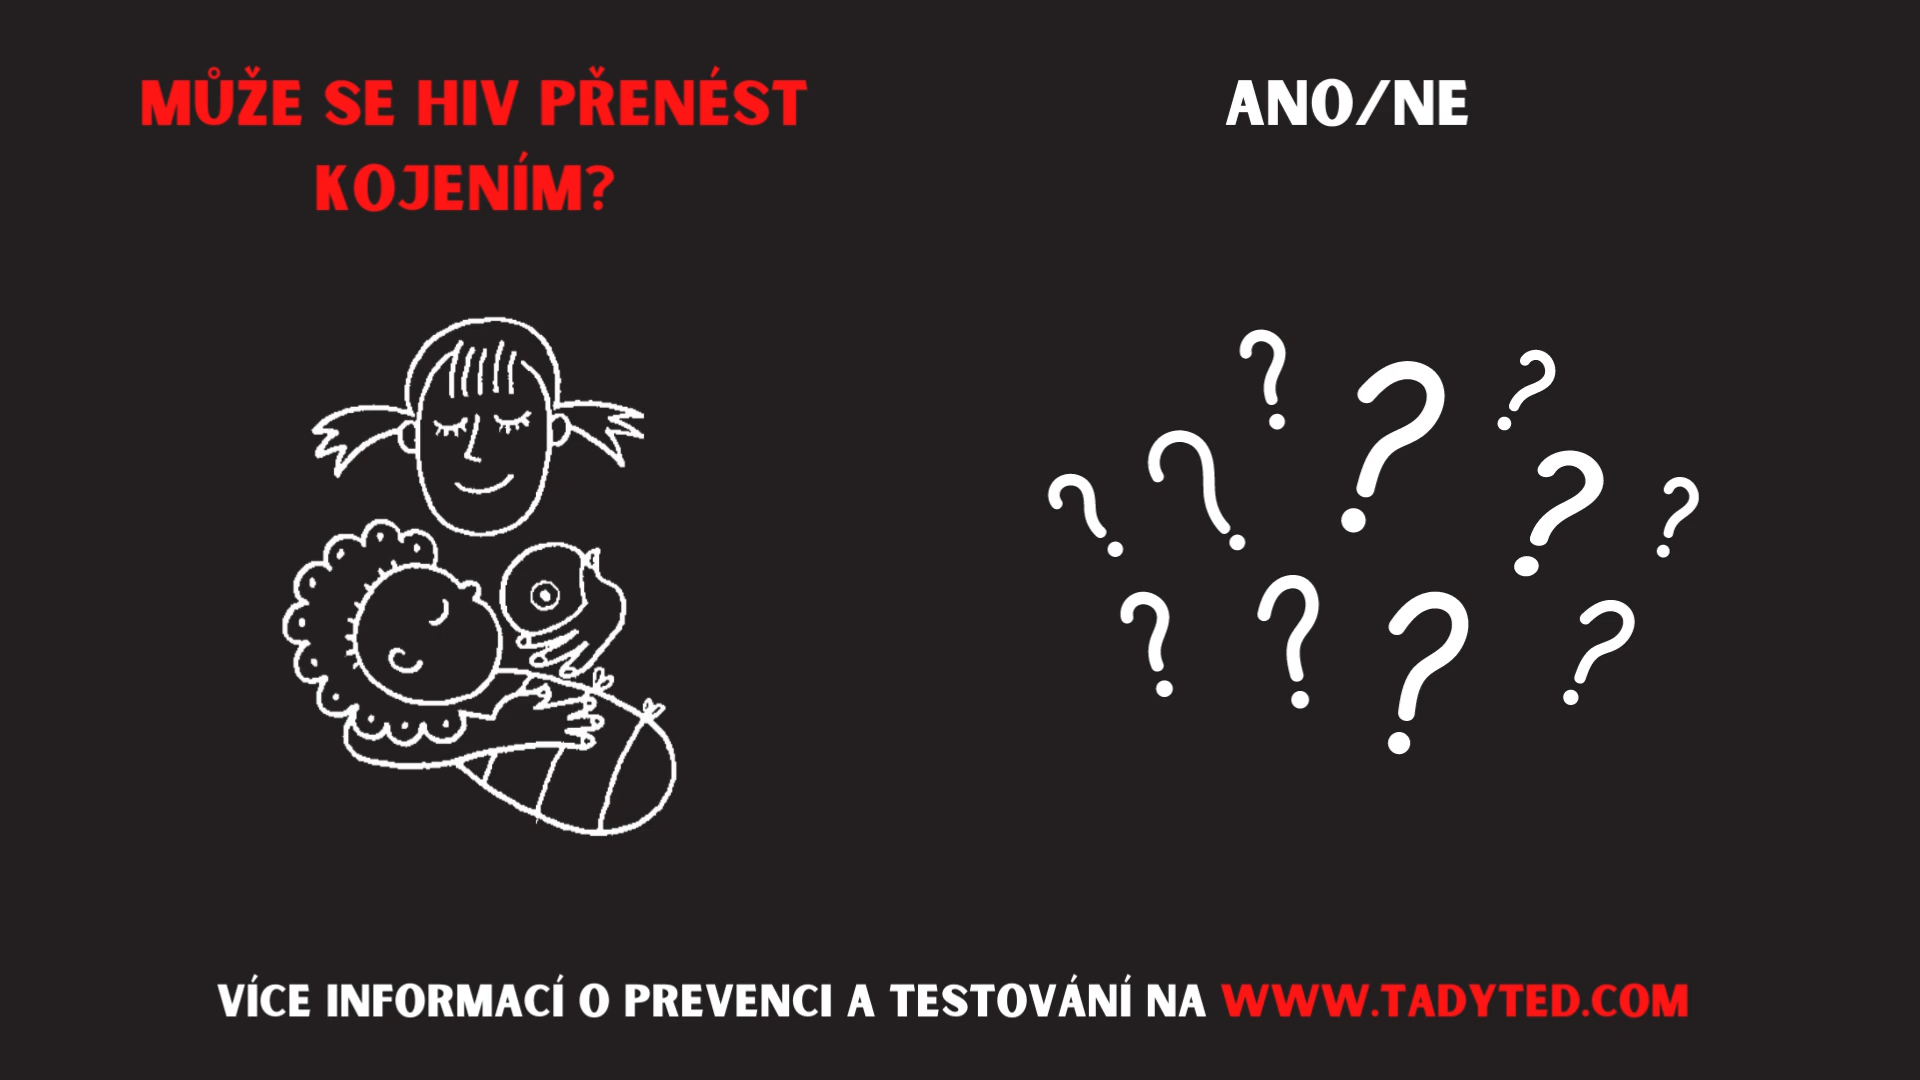 MŮŽE SE HIV PŘENÉST
KOJENÍM?
ANO/NE
VÍCE INFORMACÍ O PREVENCI A TESTOVÁNÍ NA WWW.TADYTED.COM